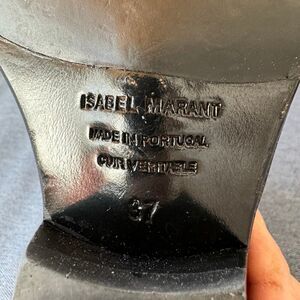 ISABEL MARANT
MADE IN PORTUGAL
CUIR VERITABLE
37